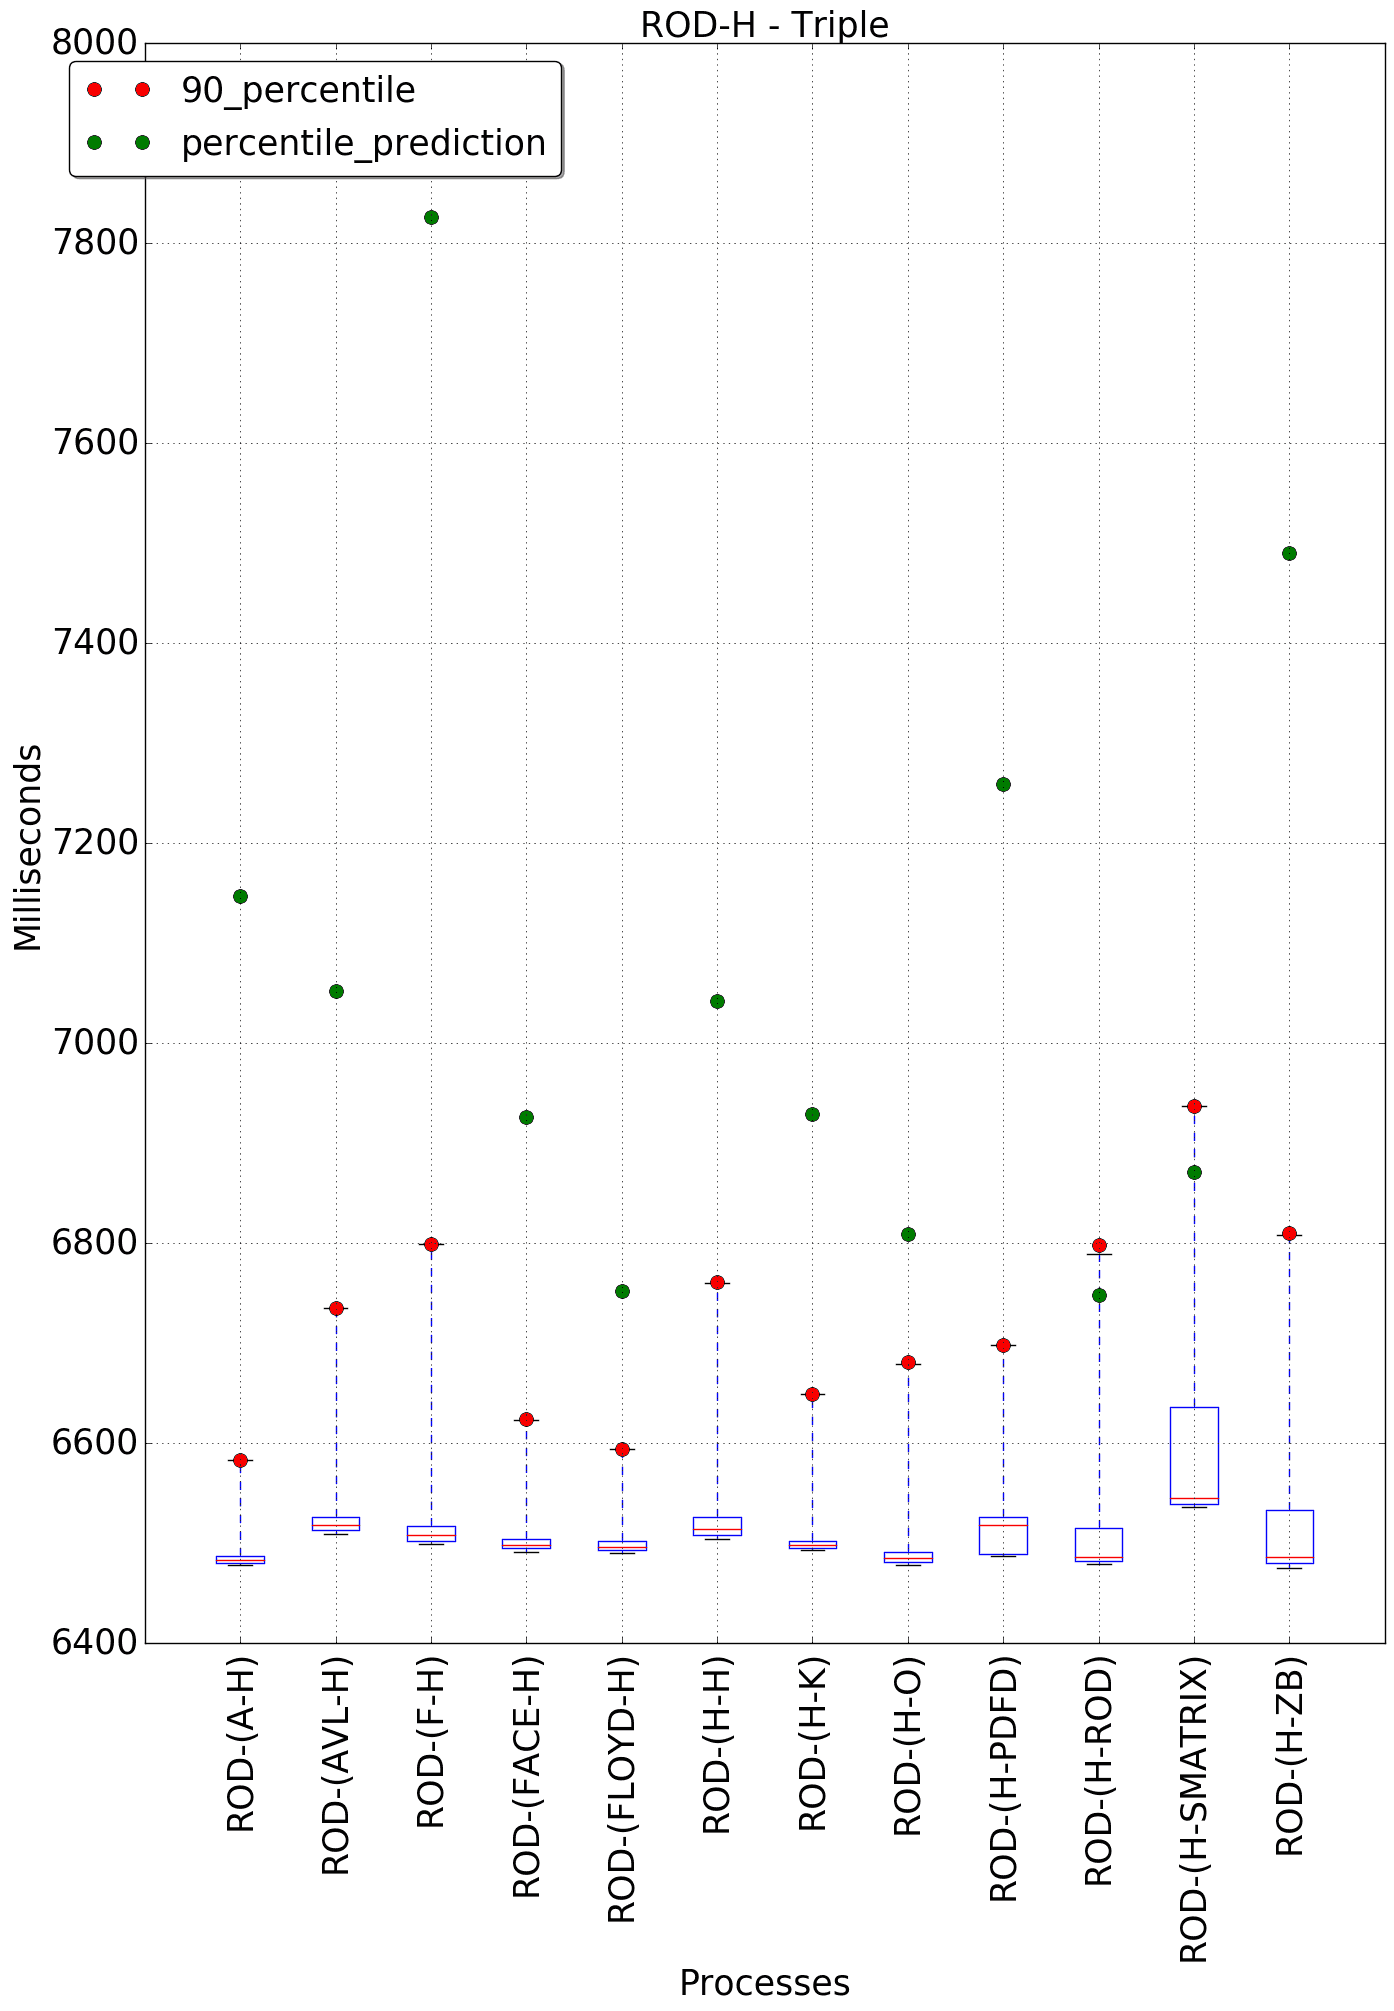 ROD-H - Triple
90_percentile
percentile_prediction
8000
7800
7600
7400
7200
7000
6800
6600
6400
Milliseconds
ROD-(A-H)
ROD-(AVL-H)
ROD-(F-H)
ROD-(FACE-H)
ROD-(FLOYD-H)
ROD-(H-H)
ROD-(H-K)
ROD-(H-O)
ROD-(H-PDFD)
ROD-(H-ROD)
ROD-(H-SMATRIX)
ROD-(H-ZB)
Processes